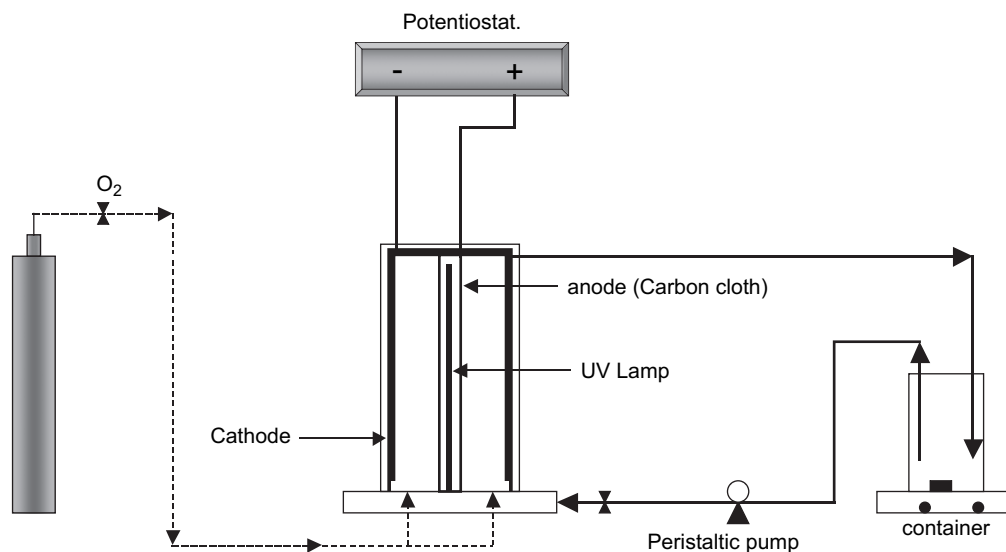 Potentiostat.
- +
O2
anode (Carbon cloth)
UV Lamp
Cathode
Peristaltic pump
container